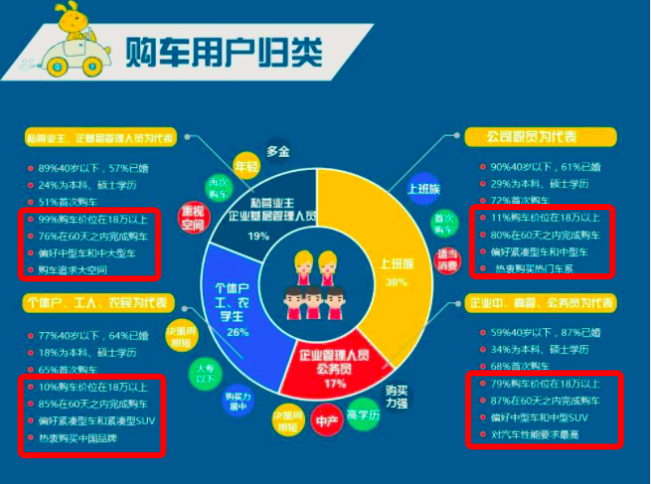 购车用户归类
私营业主、企基层管理人员为代表
89%40岁以下，57%已婚
24%为本科、硕士学历
51%首次购车
99%购车价位在18万以上
76%在60天之内完成购车
偏好中型车和中大型车
购车追求大空间
个体户、工人、农民为代表
77%40岁以下，64%已婚
18%为本科、硕士学历
65%首次购车
10%购车价位在18万以上
85%在60天之内完成购车
偏好紧凑型车和紧凑型SUV
热衷购买中国品牌
多金
年轻
再次
购车
重视
空间
私营业主
企业基层管理人员
19%
上班族
38%
个体户
工、农
学生
26%
企业管理人员
公务员
17%
上班族
首次
购车
适当
消费
决策周
期短
大专
以下
购买力
居中
决策周
期短
中产
高学历
购买
力强
公司职员为代表
90%40岁以下，61%已婚
29%为本科、硕士学历
72%首次购车
11%购车价位在18万以上
80%在60天之内完成购车
偏好紧凑型车和中型车
热衷购买热门车系
企业中、高管、公务员为代表
59%40岁以下，87%已婚
34%为本科、硕士学历
68%首次购车
79%购车价位在18万以上
87%在60天之内完成购车
偏好中型车和中型SUV
对汽车性能要求最高